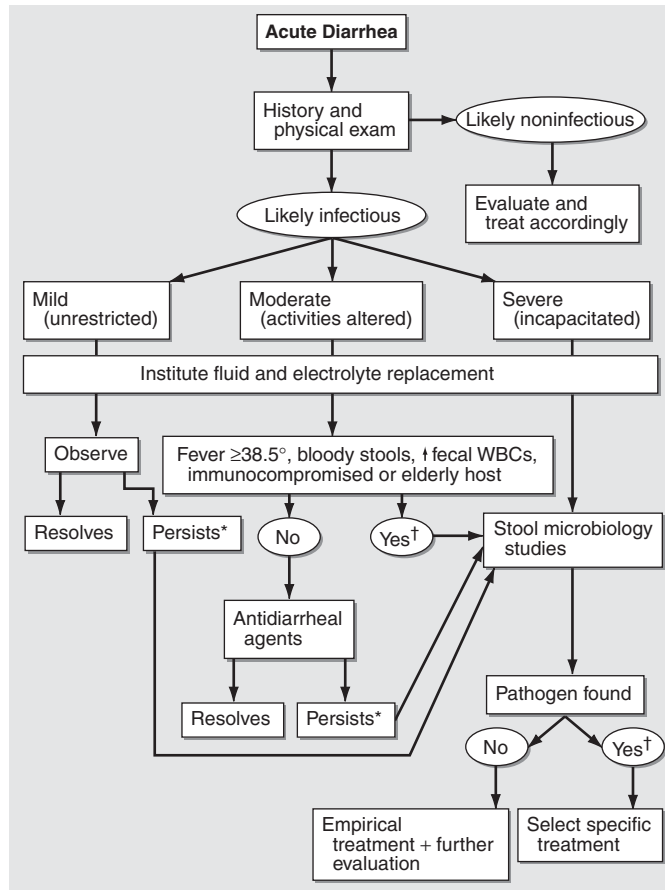 Acute Diarrhea
History and
physical exam
Likely noninfectious
Evaluate and
treat accordingly
Likely infectious
Mild
(unrestricted)
Moderate
(activities altered)
Severe
(incapacitated)
Institute fluid and electrolyte replacement
Observe
Fever ≥38.5°, bloody stools, ↑fecal WBCs,
immunocompromised or elderly host
Resolves
Persists*
No
Yes†
Stool microbiology
studies
Antidiarrheal
agents
Resolves
Persists*
Pathogen found
No
Yes†
Empirical
treatment + further
evaluation
Select specific
treatment